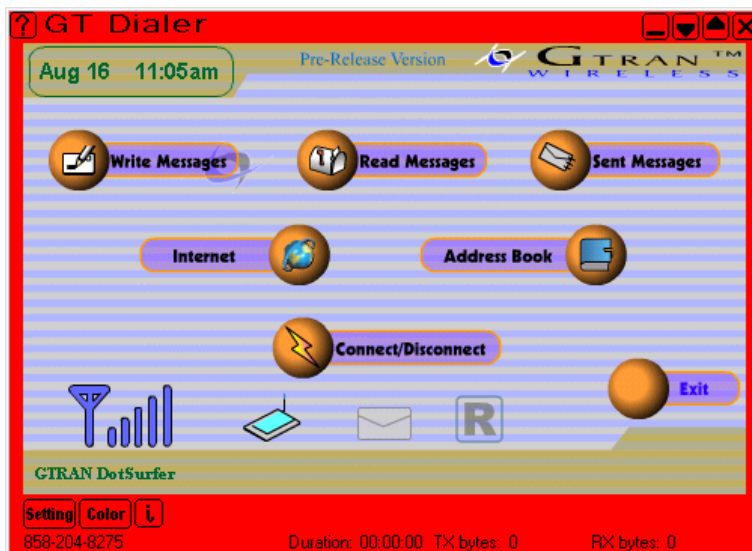 ? GT Dialer
Aug 16 11:05am
Pre-Release Version
GTRAN™
WIRELESS
Write Messages
Read Messages
Sent Messages
Internet
Address Book
Connect/Disconnect
Exit
R
GTRAN DotSurfer
Setting Color i
858-204-8275 Duration: 00:00:00 TX bytes: 0 RX bytes: 0